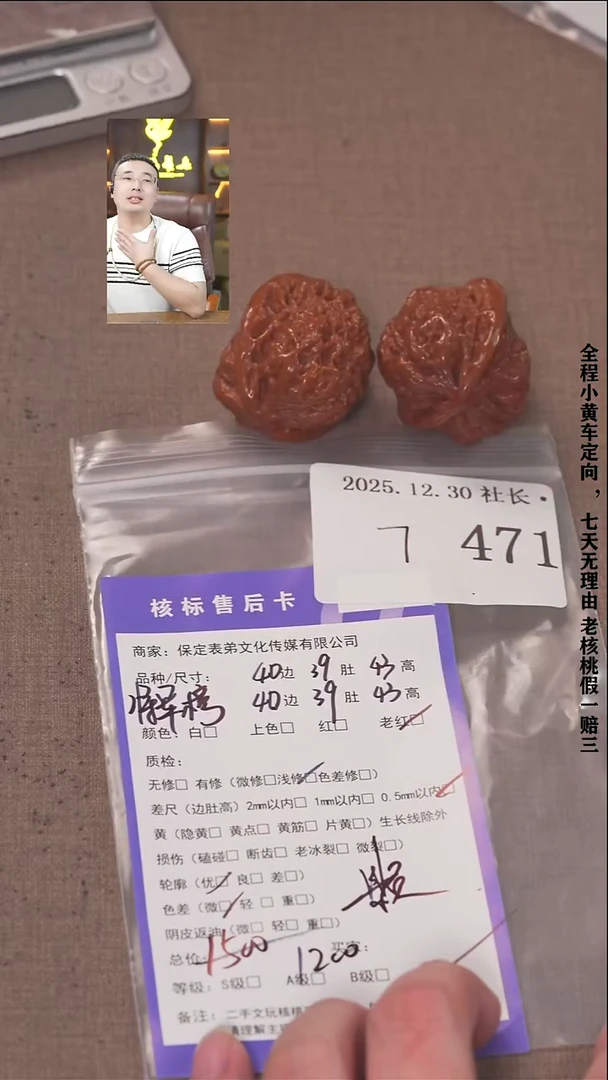 2025.12.30 社长·
7 471
核标售后卡
商家：保定表弟文化传媒有限公司
品种/尺寸： 40边 39肚 43高
40边 39肚 43高
颜色：白□ 上色□ 红□ 老红□
质检：
无修□ 有修（微修□浅修□色差修□）
差尺（边肚高）2mm以内□ 1mm以内□ 0.5mm以内□
黄（隐黄□ 黄点□ 黄筋□ 片黄□）生长线除外
损伤（磕碰□ 断齿□ 老冰裂□ 微裂□）
轮廓（优□ 良□ 差□）
色差（微□ 轻□ 重□）
阴皮返油（微□ 轻□ 重□）
总价：1500 1200
等级：S级□ A级□ B级□
备注：二手文玩核桃
请理解
全程小黄车定向，七天无理由 老核桃假一赔三